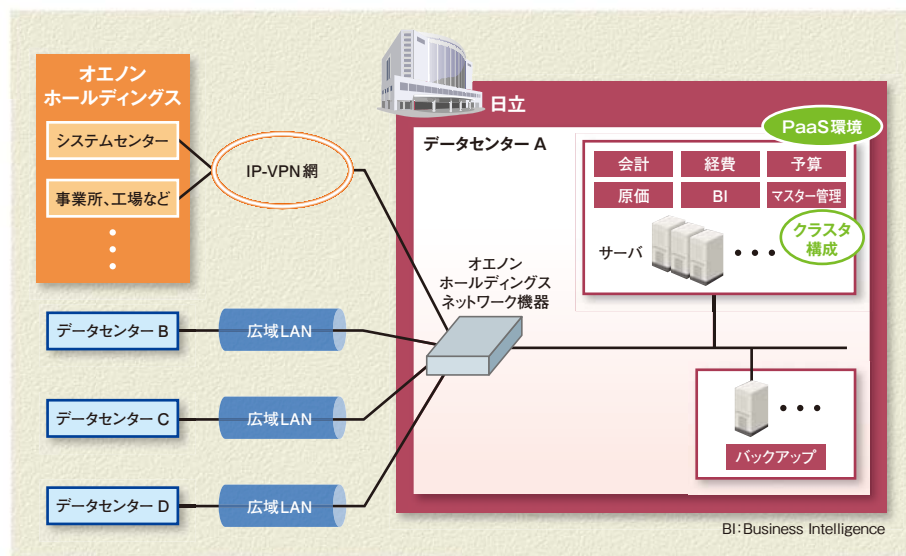 オエノン
ホールディングス
システムセンター
事業所、工場など
IP-VPN網
日立
データセンター A
PaaS環境
会計
経費
予算
原価
BI
マスター管理
サーバ
クラスタ
構成
オエノン
ホールディングス
ネットワーク機器
データセンター B
広域LAN
データセンター C
広域LAN
データセンター D
広域LAN
バックアップ
BI:Business Intelligence